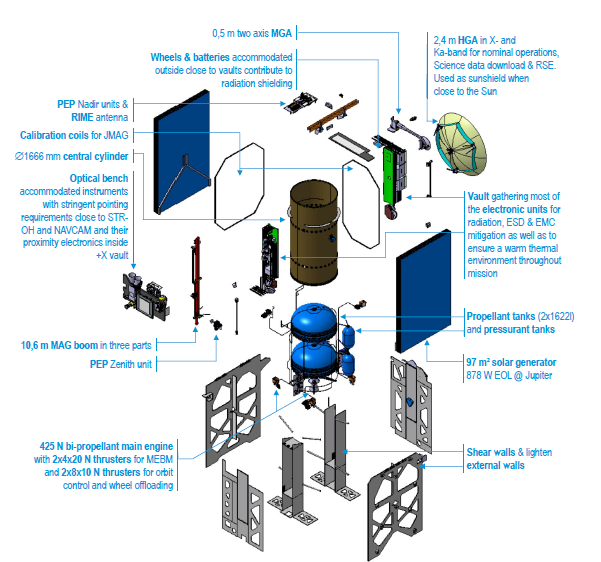 0,5 m two axis MGA
2,4 m HGA in X- and
Ka-band for nominal operations,
Science data download & RSE.
Used as sunshield when
close to the Sun
Wheels & batteries accommodated
outside close to vaults contribute to
radiation shielding
PEP Nadir units &
RIME antenna
Calibration coils for JMAG
∅1666 mm central cylinder
Optical bench
accommodated instruments
with stringent pointing
requirements close to STR-
OH and NAVCAM and their
proximity electronics inside
+X vault
Vault gathering most of
the electronic units for
radiation, ESD & EMC
mitigation as well as to
ensure a warm thermal
environment throughout
mission
Propellant tanks (2x1622l)
and pressurant tanks
10,6 m MAG boom in three parts
PEP Zenith unit
97 m² solar generator
878 W EOL @ Jupiter
425 N bi-propellant main engine
with 2x4x20 N thrusters for MEBM
and 2x8x10 N thrusters for orbit
control and wheel offloading
Shear walls & lighten
external walls